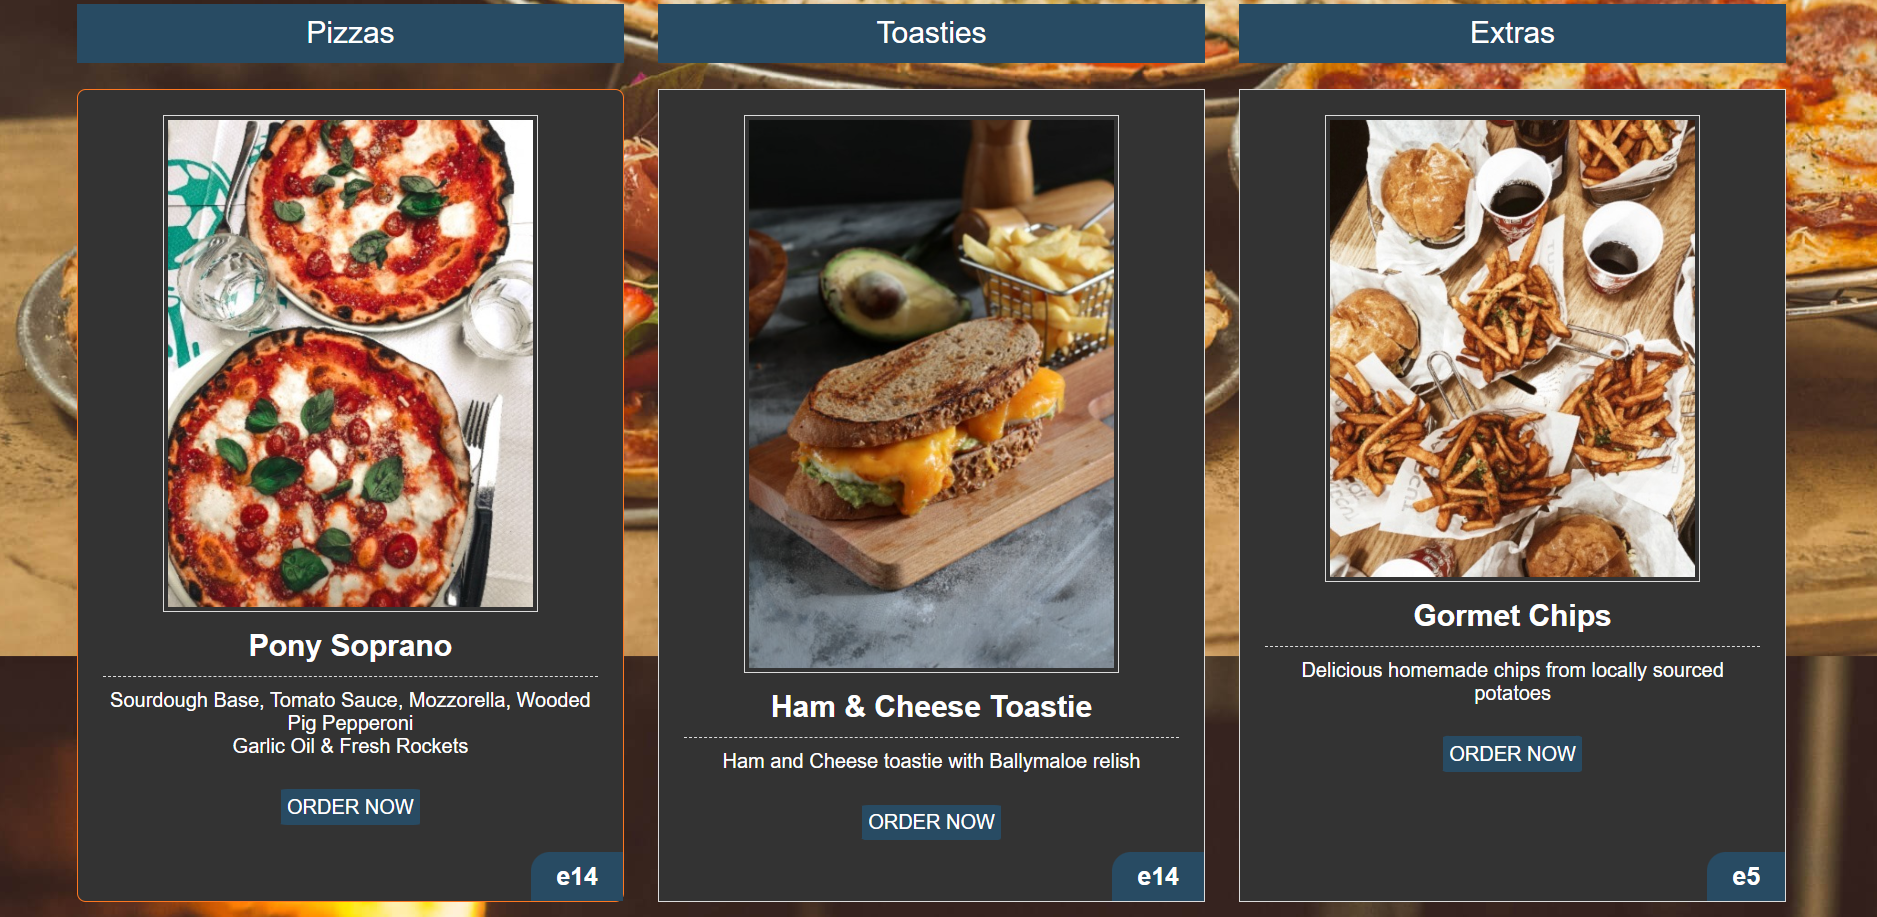 Pizzas
Toasties
Extras
Pony Soprano
Sourdough Base, Tomato Sauce, Mozzorella, Wooded
Pig Pepperoni
Garlic Oil & Fresh Rockets
ORDER NOW
e14
Ham & Cheese Toastie
Ham and Cheese toastie with Ballymaloe relish
ORDER NOW
e14
Gormet Chips
Delicious homemade chips from locally sourced
potatoes
ORDER NOW
e5